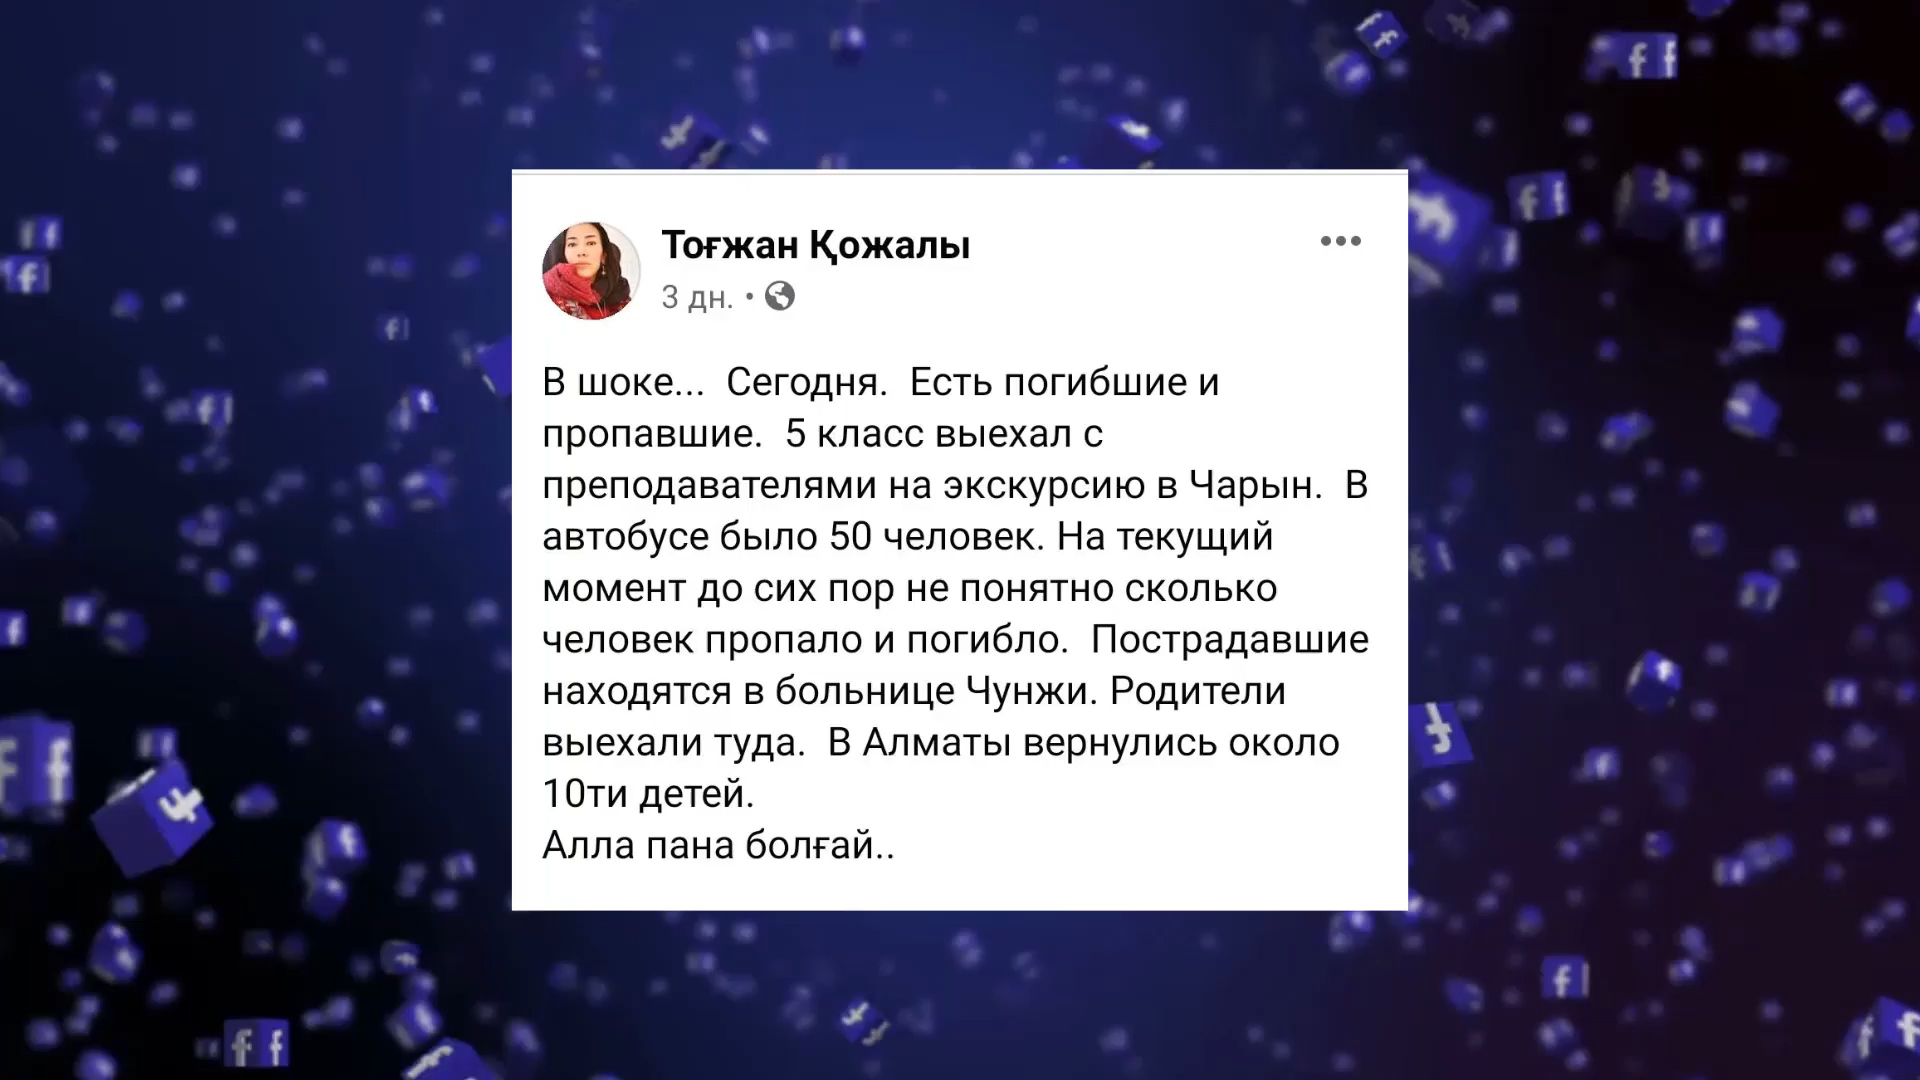 Тоғжан Қожалы
3 дн. •
В шоке... Сегодня. Есть погибшие и
пропавшие. 5 класс выехал с
преподавателями на экскурсию в Чарын. В
автобусе было 50 человек. На текущий
момент до сих пор не понятно сколько
человек пропало и погибло. Пострадавшие
находятся в больнице Чунжи. Родители
выехали туда. В Алматы вернулись около
10ти детей.
Алла пана болғай..